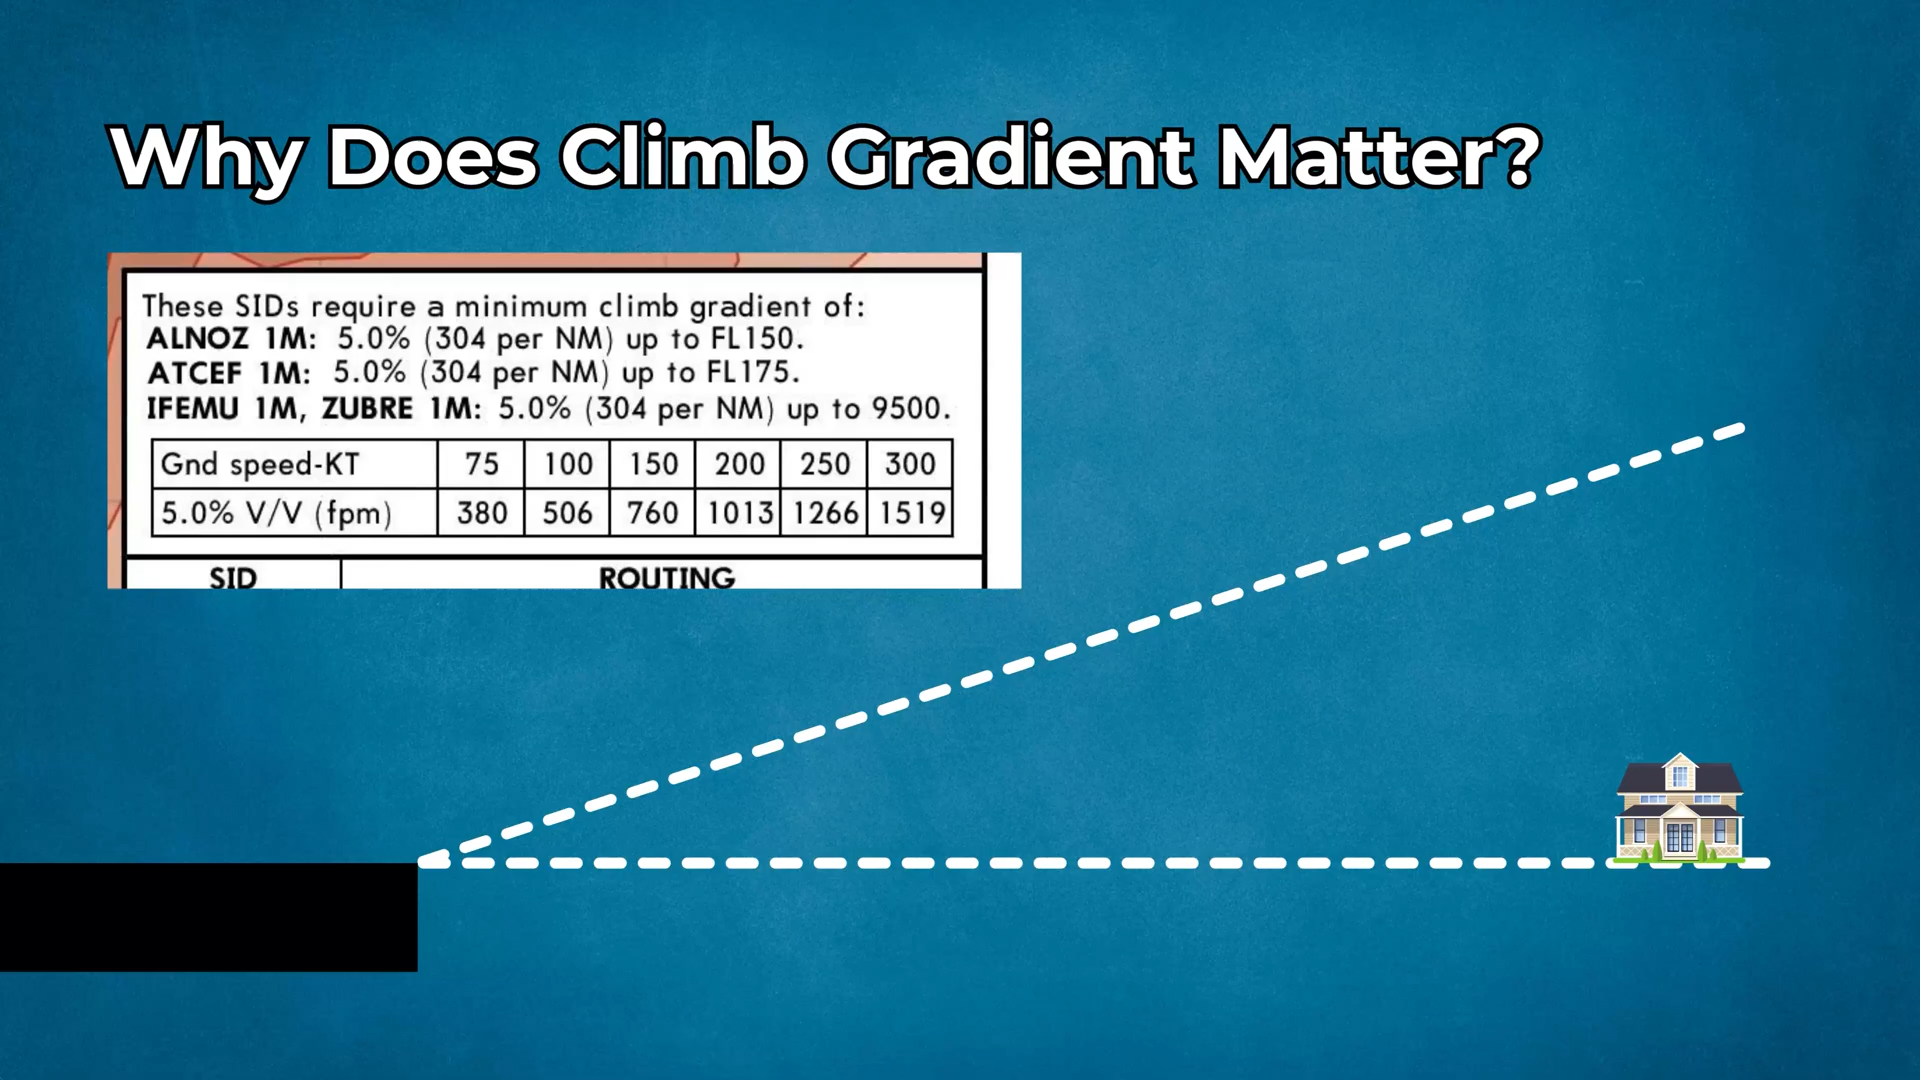 Why Does Climb Gradient Matter?
These SIDs require a minimum climb gradient of:
ALNOZ 1M: 5.0% (304 per NM) up to FL150.
ATCEF 1M: 5.0% (304 per NM) up to FL175.
IFEMU 1M, ZUBRE 1M: 5.0% (304 per NM) up to 9500.
Gnd speed-KT 75 100 150 200 250 300
5.0% V/V (fpm) 380 506 760 1013 1266 1519
SID ROUTING